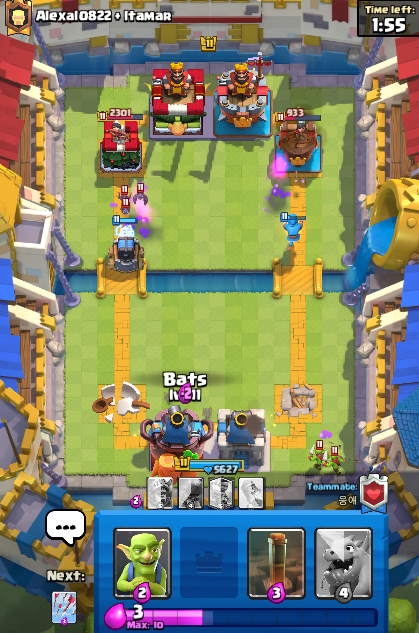 Alexa10822 + Itamar
Time left:
1:55
2301
933
Bats
5627
Teammate:
응애
...
Next:
2
3
4
3
Max: 10